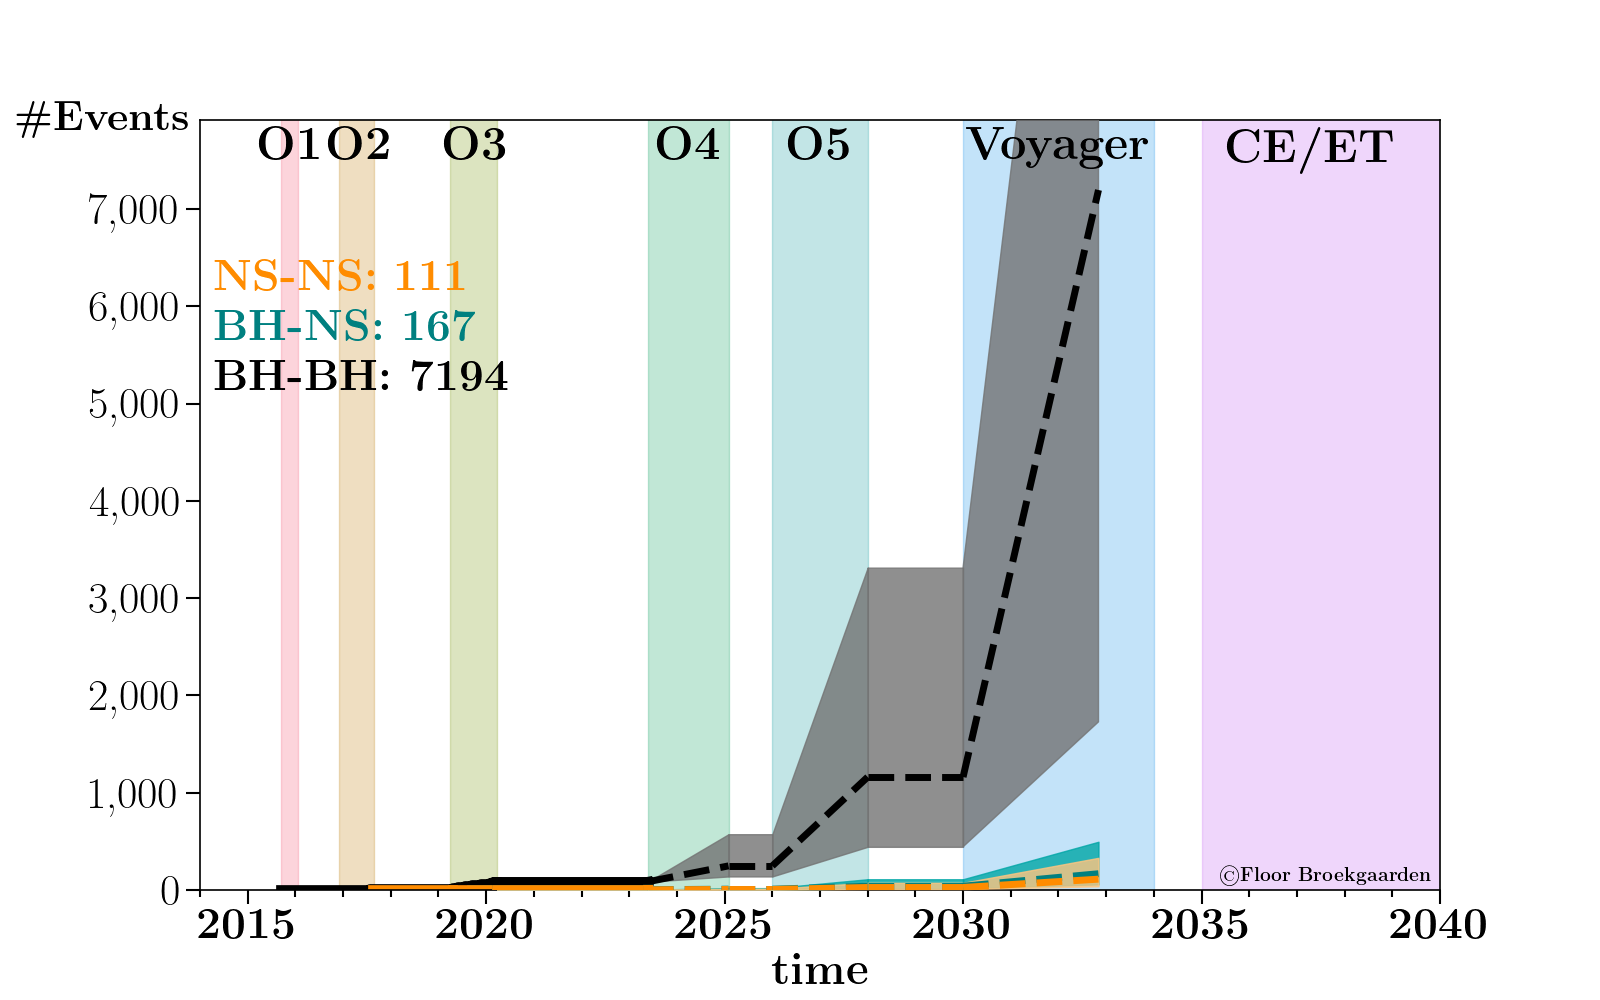 #Events
O1 O2 O3 O4 O5 Voyager CE/ET
7,000
NS-NS: 111
6,000
BH-NS: 167
BH-BH: 7194
5,000
4,000
3,000
2,000
1,000
©Floor Broekgaarden
0
2015 2020 2025 2030 2035 2040
time